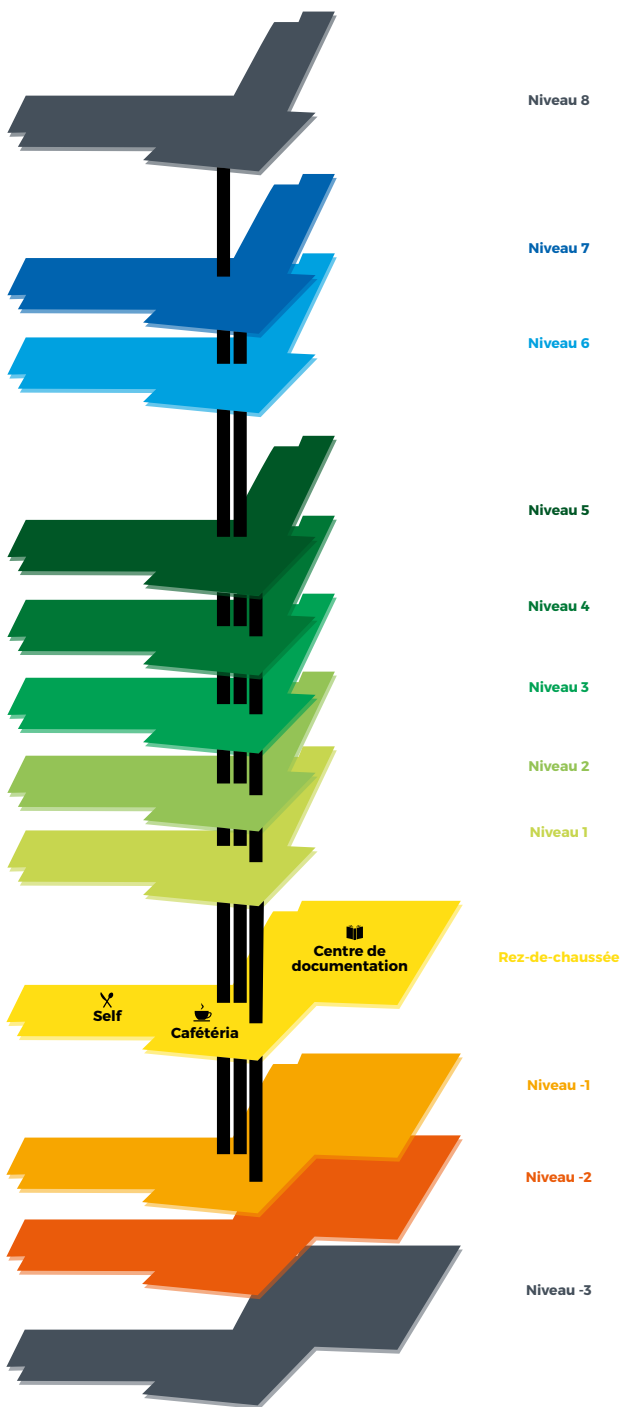 Niveau 8
Niveau 7
Niveau 6
Niveau 5
Niveau 4
Niveau 3
Niveau 2
Niveau 1
Centre de
documentation
Rez-de-chaussée
Self
Cafétéria
Niveau -1
Niveau -2
Niveau -3